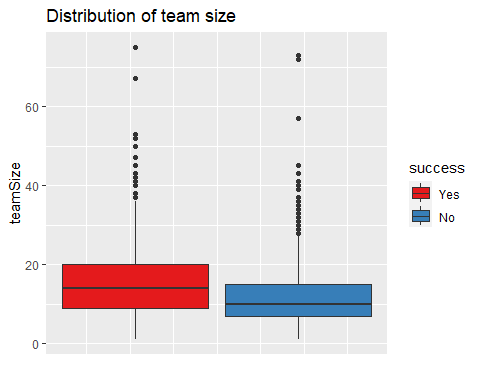 Distribution of team size
teamSize
60
40
20
0
success
Yes
No